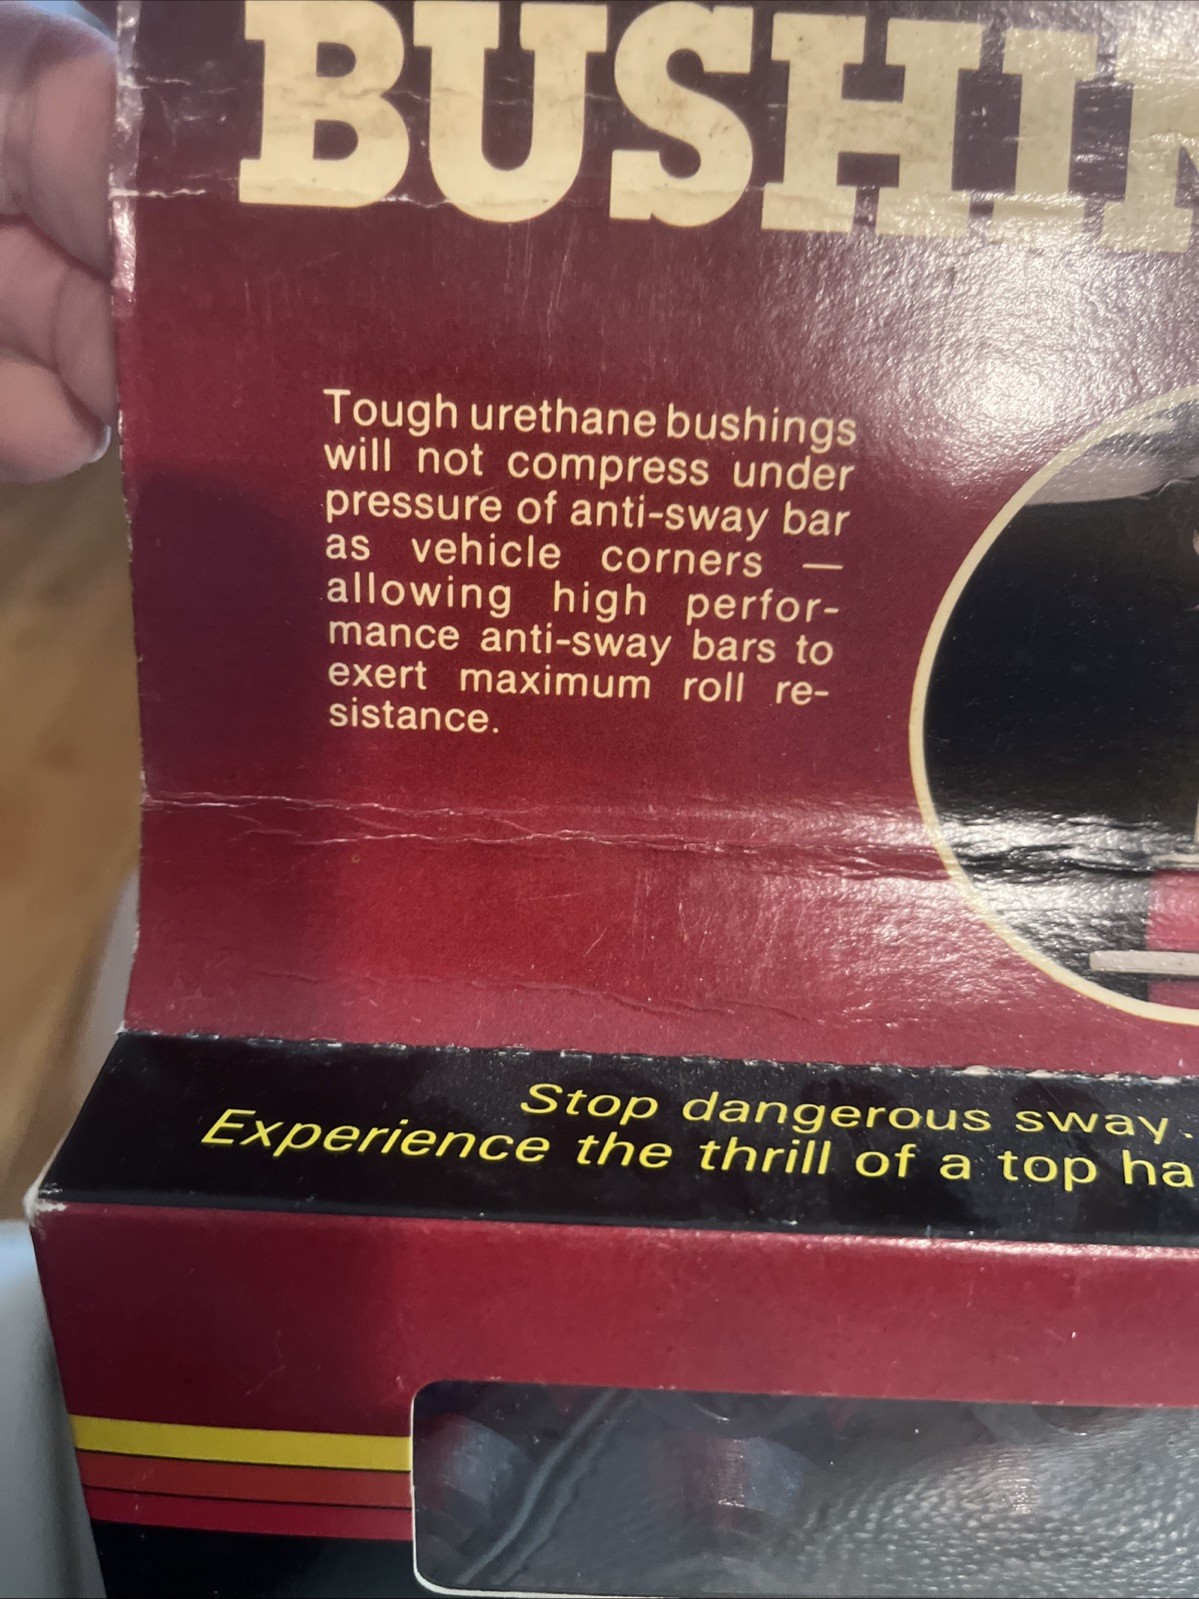 BUSHIN
Tough urethane bushings
will not compress under
pressure of anti-sway bar
as vehicle corners —
allowing high perfor-
mance anti-sway bars to
exert maximum roll re-
sistance.
Stop dangerous sway.
Experience the thrill of a top ha